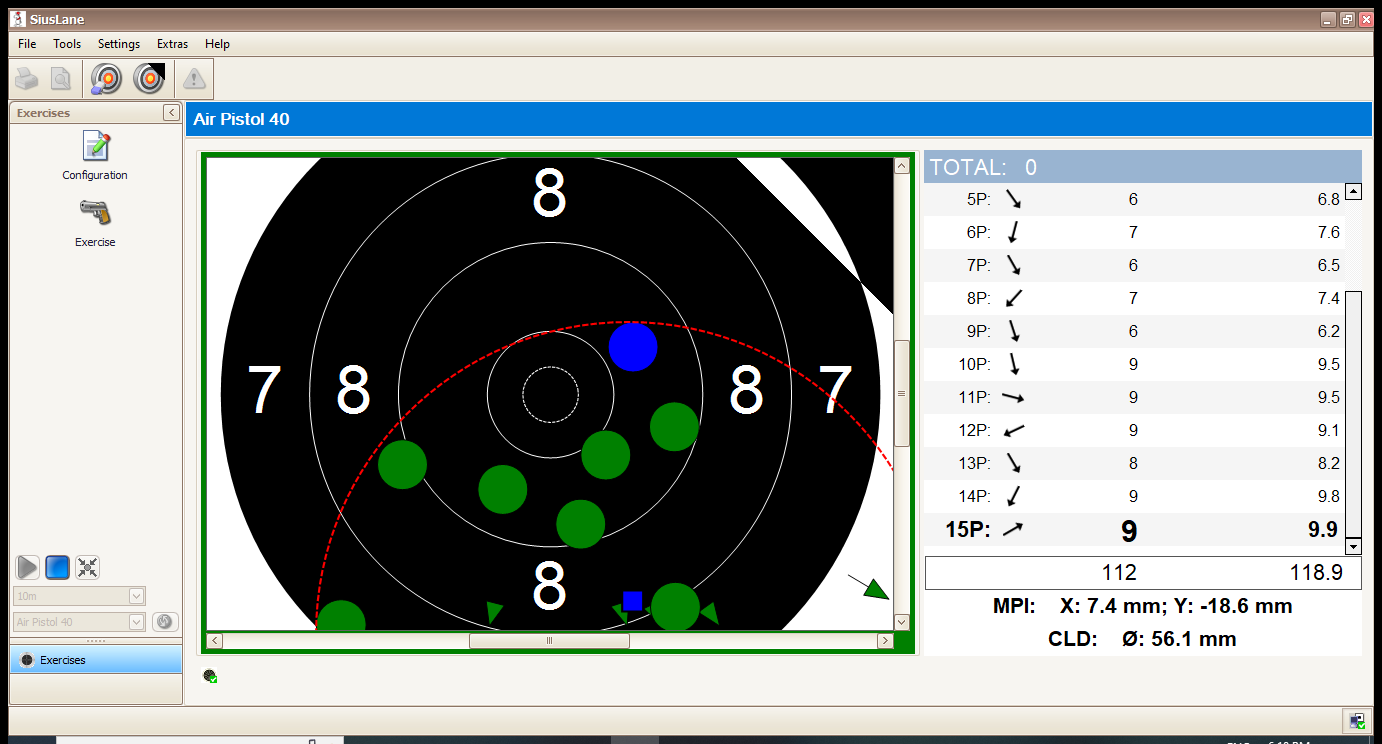 SiusLane
File Tools Settings Extras Help
Exercises
Configuration
Exercise
10m
Air Pistol 40
Exercises
Air Pistol 40
8
7 8 8 7
8
TOTAL: 0
5P: 6 6.8
6P: 7 7.6
7P: 6 6.5
8P: 7 7.4
9P: 6 6.2
10P: 9 9.5
11P: 9 9.5
12P: 9 9.1
13P: 8 8.2
14P: 9 9.8
15P: 9 9.9
112 118.9
MPI: X: 7.4 mm; Y: -18.6 mm
CLD: Ø: 56.1 mm